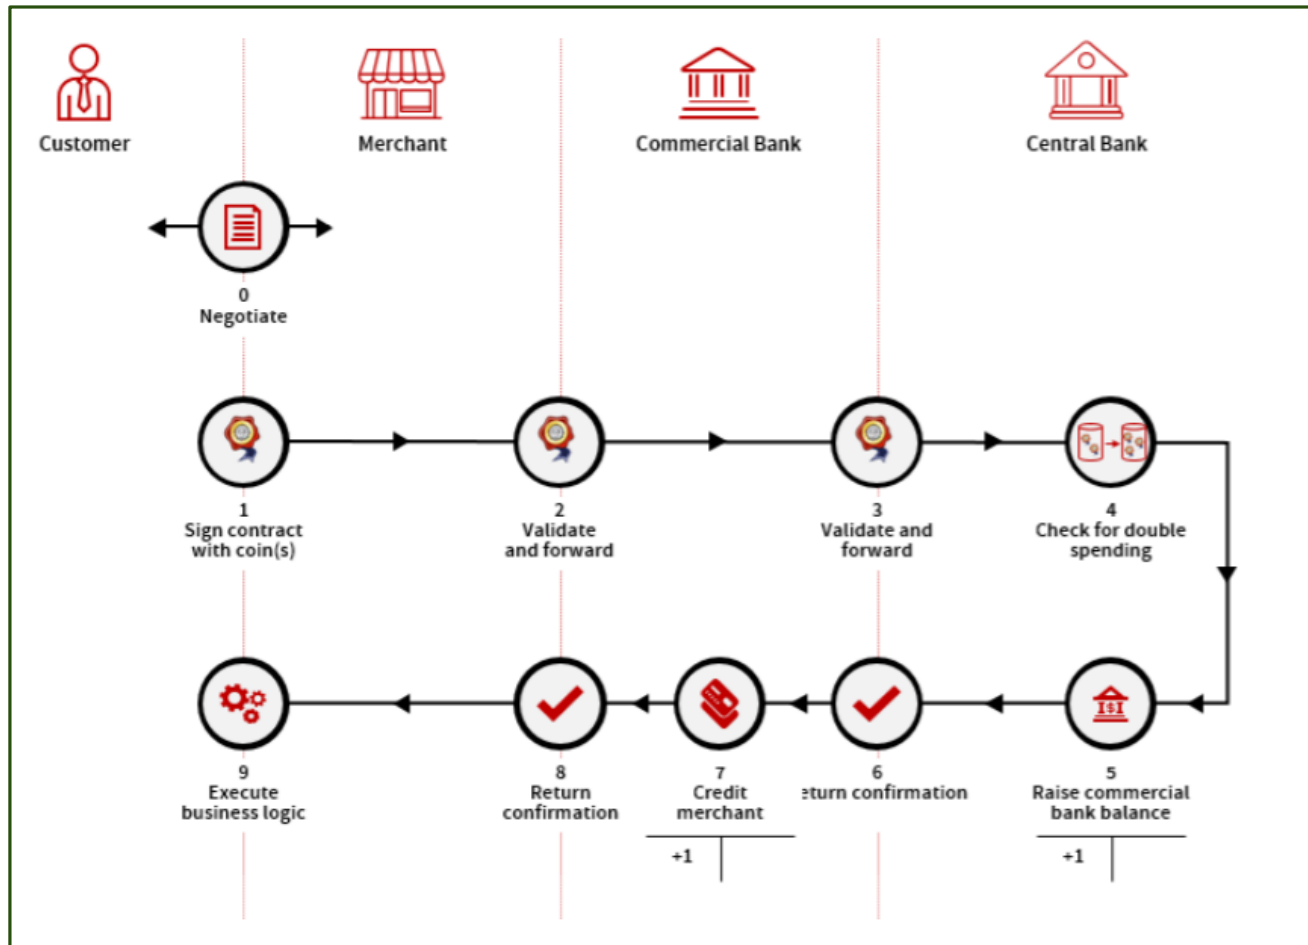 Customer
Merchant
Commercial Bank
Central Bank
0
Negotiate
1
Sign contract
with coin(s)
2
Validate
and forward
3
Validate and
forward
4
Check for double
spending
9
Execute
business logic
8
Return
confirmation
7
Credit
merchant
+1
6
eturn confirmation
5
Raise commercial
bank balance
+1